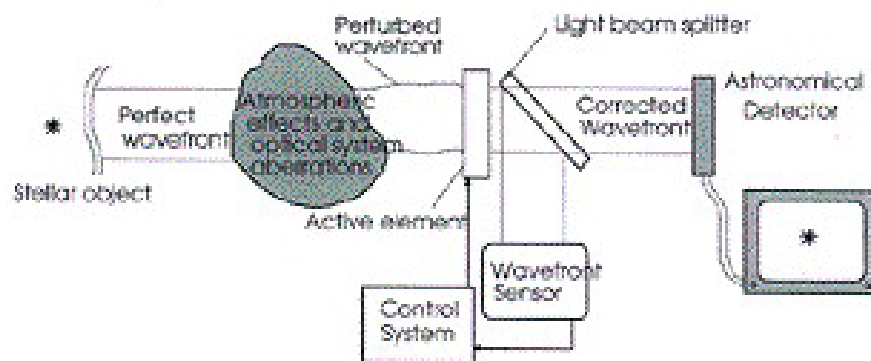 Perturbed
wavefront
Light beam splitter
Perfect
wavefront
Atmospheric
effects and
optical system
aberrations
Corrected
Wavefront
Astronomical
Detector
Stellar object
Active element
Wavefront
Sensor
Control
System